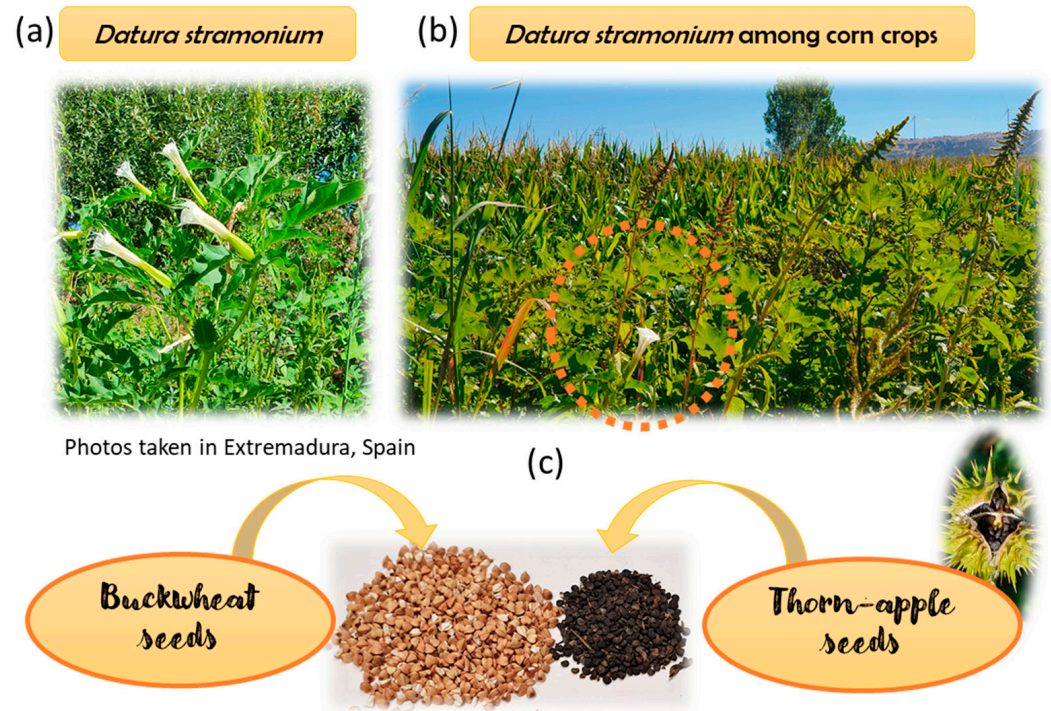 (a)
Datura stramonium
(b)
Datura stramonium among corn crops
Photos taken in Extremadura, Spain
(c)
Buckwheat
seeds
Thorn-apple
seeds